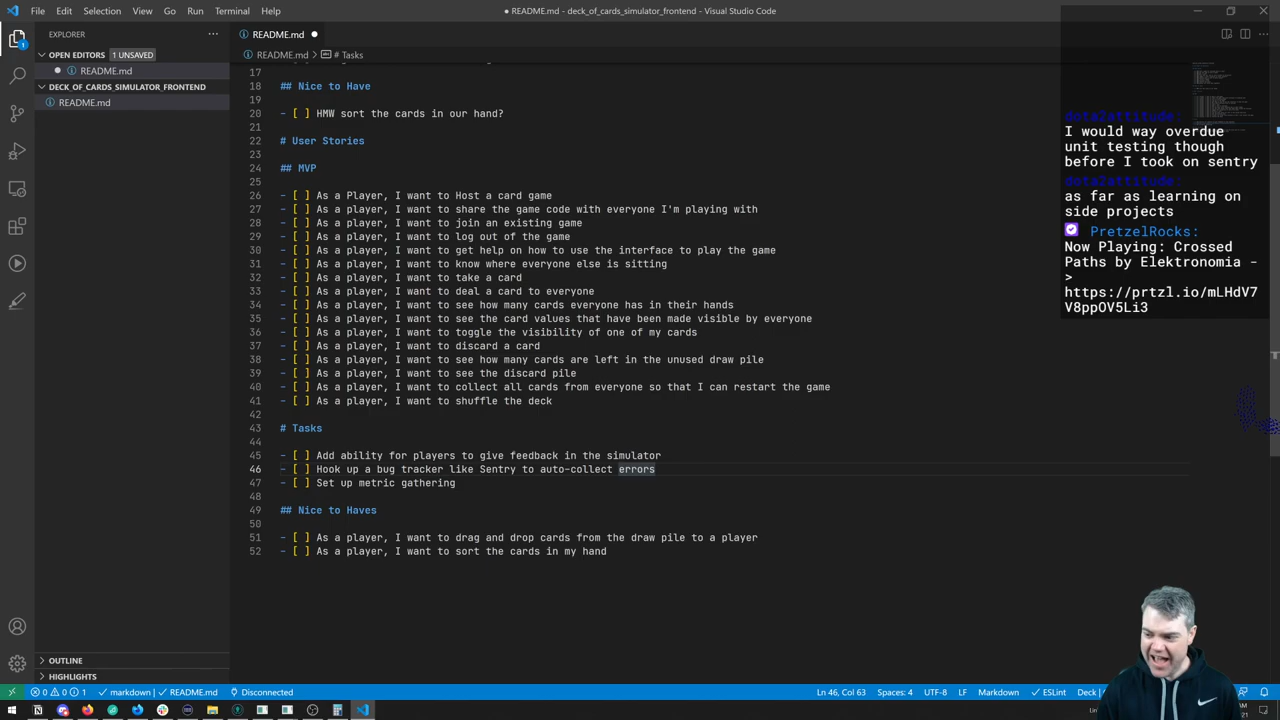 File Edit Selection View Go Run Terminal Help
● README.md - deck_of_cards_simulator_frontend - Visual Studio Code
EXPLORER
OPEN EDITORS 1 UNSAVED
README.md
DECK_OF_CARDS_SIMULATOR_FRONTEND
README.md
OUTLINE
HIGHLIGHTS
README.md
README.md > # Tasks
17
18 ## Nice to Have
19
20 - [ ] HMW sort the cards in our hand?
21
22 # User Stories
23
24 ## MVP
25
26 - [ ] As a Player, I want to Host a card game
27 - [ ] As a player, I want to share the game code with everyone I'm playing with
28 - [ ] As a player, I want to join an existing game
29 - [ ] As a player, I want to log out of the game
30 - [ ] As a player, I want to get help on how to use the interface to play the game
31 - [ ] As a player, I want to know where everyone else is sitting
32 - [ ] As a player, I want to take a card
33 - [ ] As a player, I want to deal a card to everyone
34 - [ ] As a player, I want to see how many cards everyone has in their hands
35 - [ ] As a player, I want to see the card values that have been made visible by everyone
36 - [ ] As a player, I want to toggle the visibility of one of my cards
37 - [ ] As a player, I want to discard a card
38 - [ ] As a player, I want to see how many cards are left in the unused draw pile
39 - [ ] As a player, I want to see the discard pile
40 - [ ] As a player, I want to collect all cards from everyone so that I can restart the game
41 - [ ] As a player, I want to shuffle the deck
42
43 # Tasks
44
45 - [ ] Add ability for players to give feedback in the simulator
46 - [ ] Hook up a bug tracker like Sentry to auto-collect errors
47 - [ ] Set up metric gathering
48
49 ## Nice to Haves
50
51 - [ ] As a player, I want to drag and drop cards from the draw pile to a player
52 - [ ] As a player, I want to sort the cards in my hand
dota2attitude:
I would way overdue
unit testing though
before I took on sentry
dota2attitude:
as far as learning on
side projects
PretzelRocks:
Now Playing: Crossed
Paths by Elektronomia -
>
https://prtzl.io/mLHdV7
V8ppOV5Li3
0 0 1 markdown | README.md Disconnected
Ln 46, Col 63 Spaces: 4 UTF-8 LF Markdown ESLint Deck